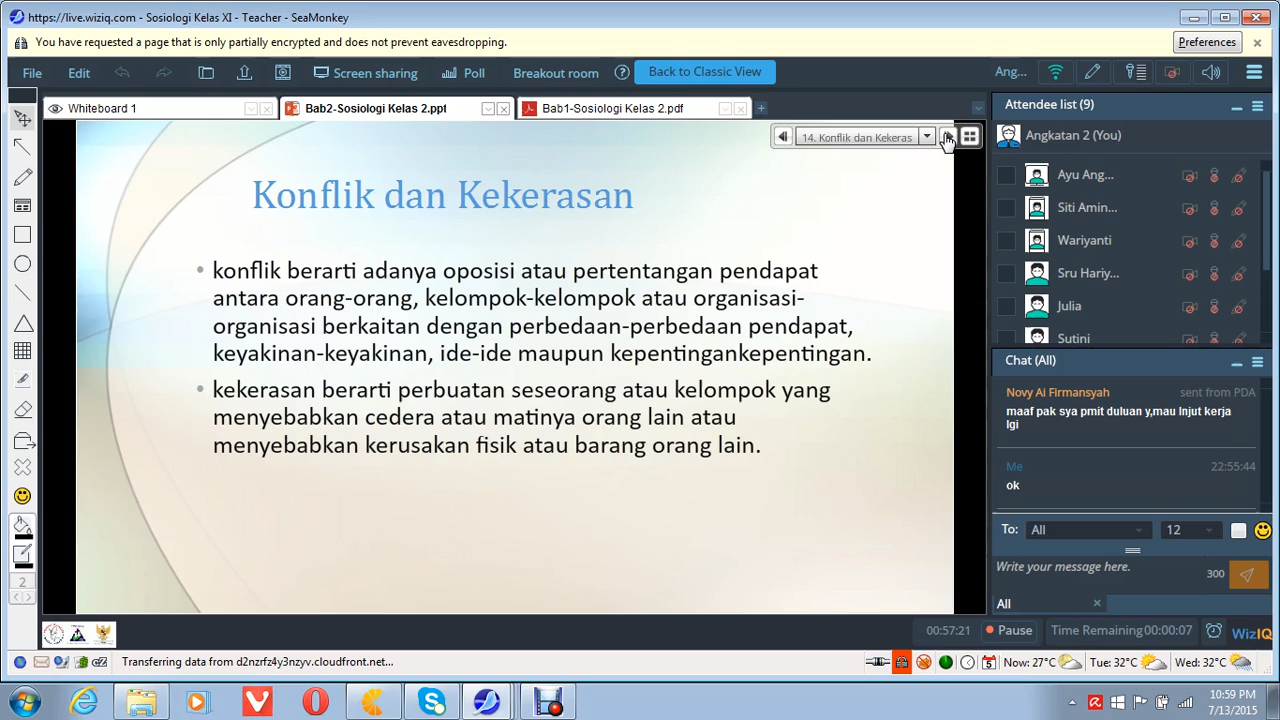 https://live.wiziq.com - Sosiologi Kelas XI - Teacher - SeaMonkey
You have requested a page that is only partially encrypted and does not prevent eavesdropping.
Preferences
File Edit Screen sharing Poll Breakout room Back to Classic View Ang...
Whiteboard 1 Bab2-Sosiologi Kelas 2.ppt Bab1-Sosiologi Kelas 2.pdf
14. Konflik dan Kekeras
Konflik dan Kekerasan
• konflik berarti adanya oposisi atau pertentangan pendapat
antara orang-orang, kelompok-kelompok atau organisasi-
organisasi berkaitan dengan perbedaan-perbedaan pendapat,
keyakinan-keyakinan, ide-ide maupun kepentingankepentingan.
• kekerasan berarti perbuatan seseorang atau kelompok yang
menyebabkan cedera atau matinya orang lain atau
menyebabkan kerusakan fisik atau barang orang lain.
2
Attendee list (9)
Angkatan 2 (You)
Ayu Ang...
Siti Amin...
Wariyanti
Sru Hariy...
Julia
Sutini
Chat (All)
Novy Ai Firmansyah sent from PDA
maaf pak sya pmit duluan y,mau lnjut kerja
lgi
Me 22:55:44
ok
To: All 12
Write your message here. 300
All
00:57:21 Pause Time Remaining 00:00:07 WizIQ
Transferring data from d2nzrfz4y3nzyv.cloudfront.net...
Now: 27°C Tue: 32°C Wed: 32°C
10:59 PM
7/13/2015